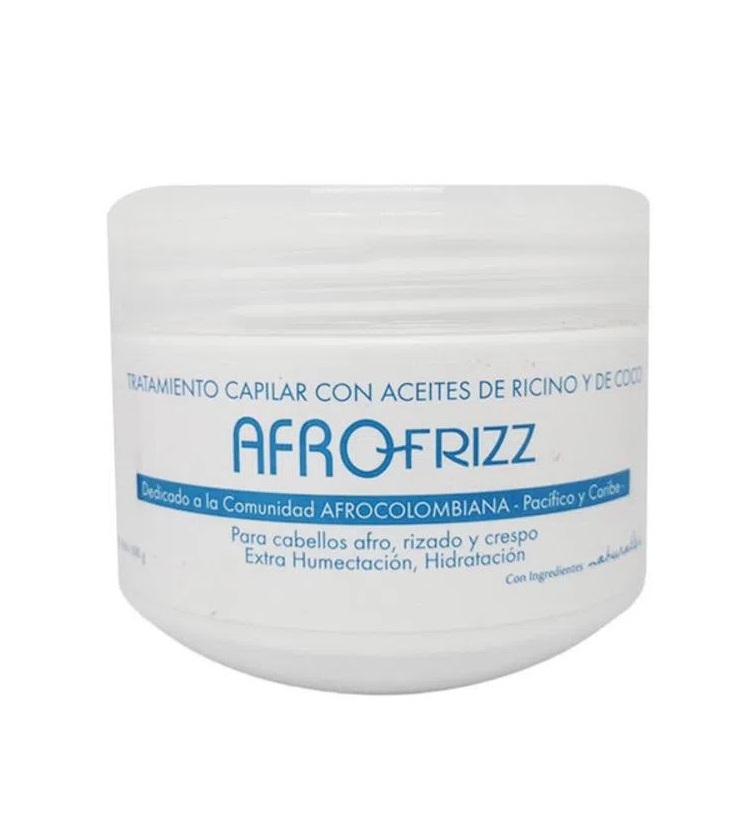 TRATAMIENTO CAPILAR CON ACEITES DE RICINO Y DE COCO
AFROFRIZZ
Dedicado a la Comunidad AFROCOLOMBIANA - Pacífico y Caribe -
Para cabellos afro, rizado y crespo
Extra Humectación, Hidratación
Con Ingredientes